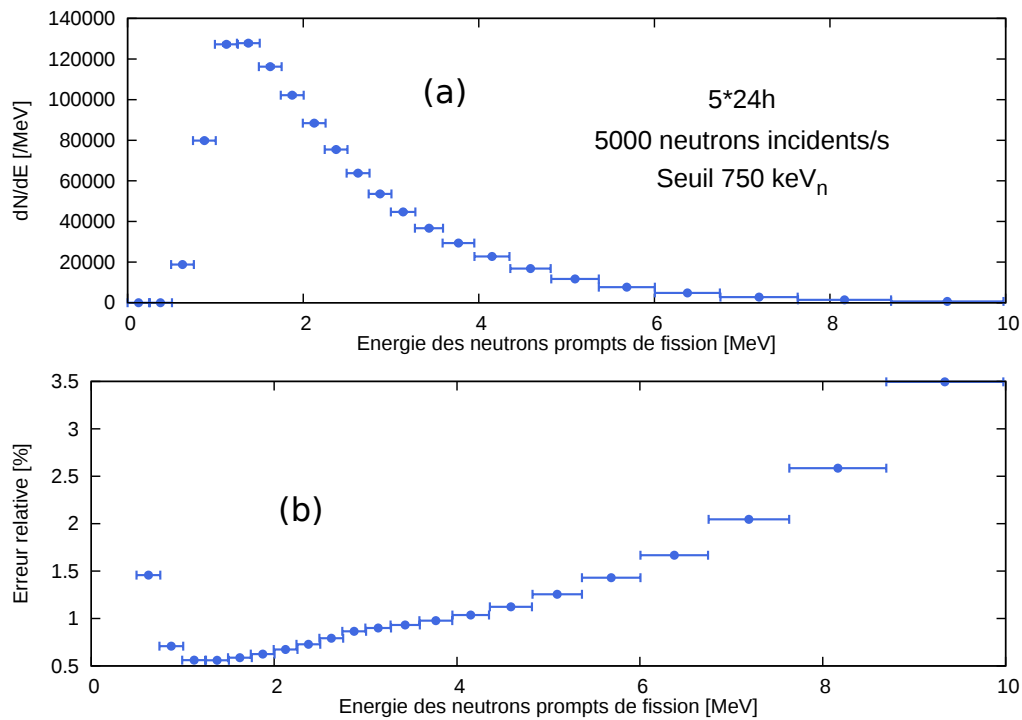 140000
120000
100000
80000
60000
40000
20000
0
dN/dE [/MeV]
(a)
5*24h
5000 neutrons incidents/s
Seuil 750 keVn
0 2 4 6 8 10
Energie des neutrons prompts de fission [MeV]
3.5
3
2.5
2
1.5
1
0.5
Erreur relative [%]
(b)
0 2 4 6 8 10
Energie des neutrons prompts de fission [MeV]